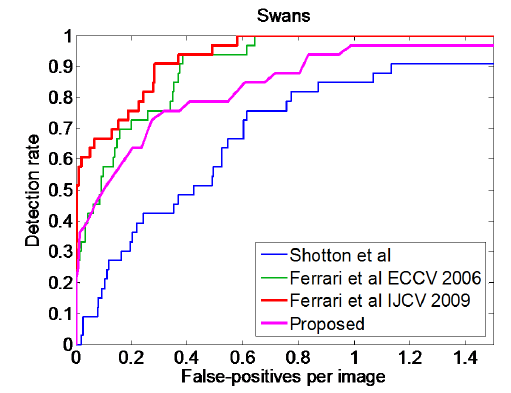 Swans
Detection rate
1
0.9
0.8
0.7
0.6
0.5
0.4
0.3
0.2
0.1
0
0 0.2 0.4 0.6 0.8 1 1.2 1.4
False-positives per image
Shotton et al
Ferrari et al ECCV 2006
Ferrari et al IJCV 2009
Proposed